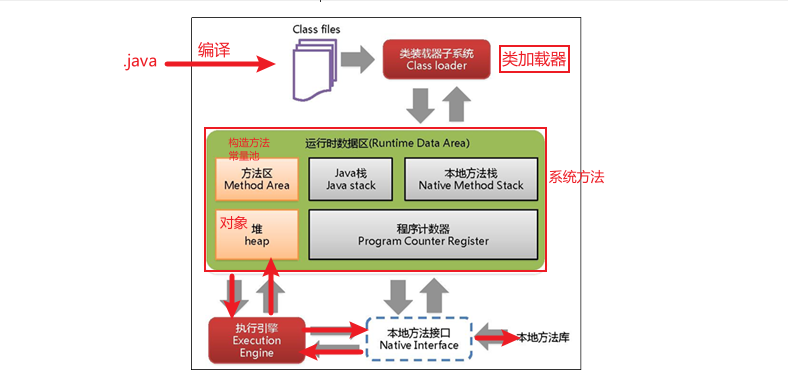 Class files
.java
编译
类装载器子系统
Class loader
类加载器
构造方法
常量池
运行时数据区(Runtime Data Area)
方法区
Method Area
Java栈
Java stack
本地方法栈
Native Method Stack
系统方法
对象
堆
heap
程序计数器
Program Counter Register
执行引擎
Execution
Engine
本地方法接口
Native Interface
本地方法库